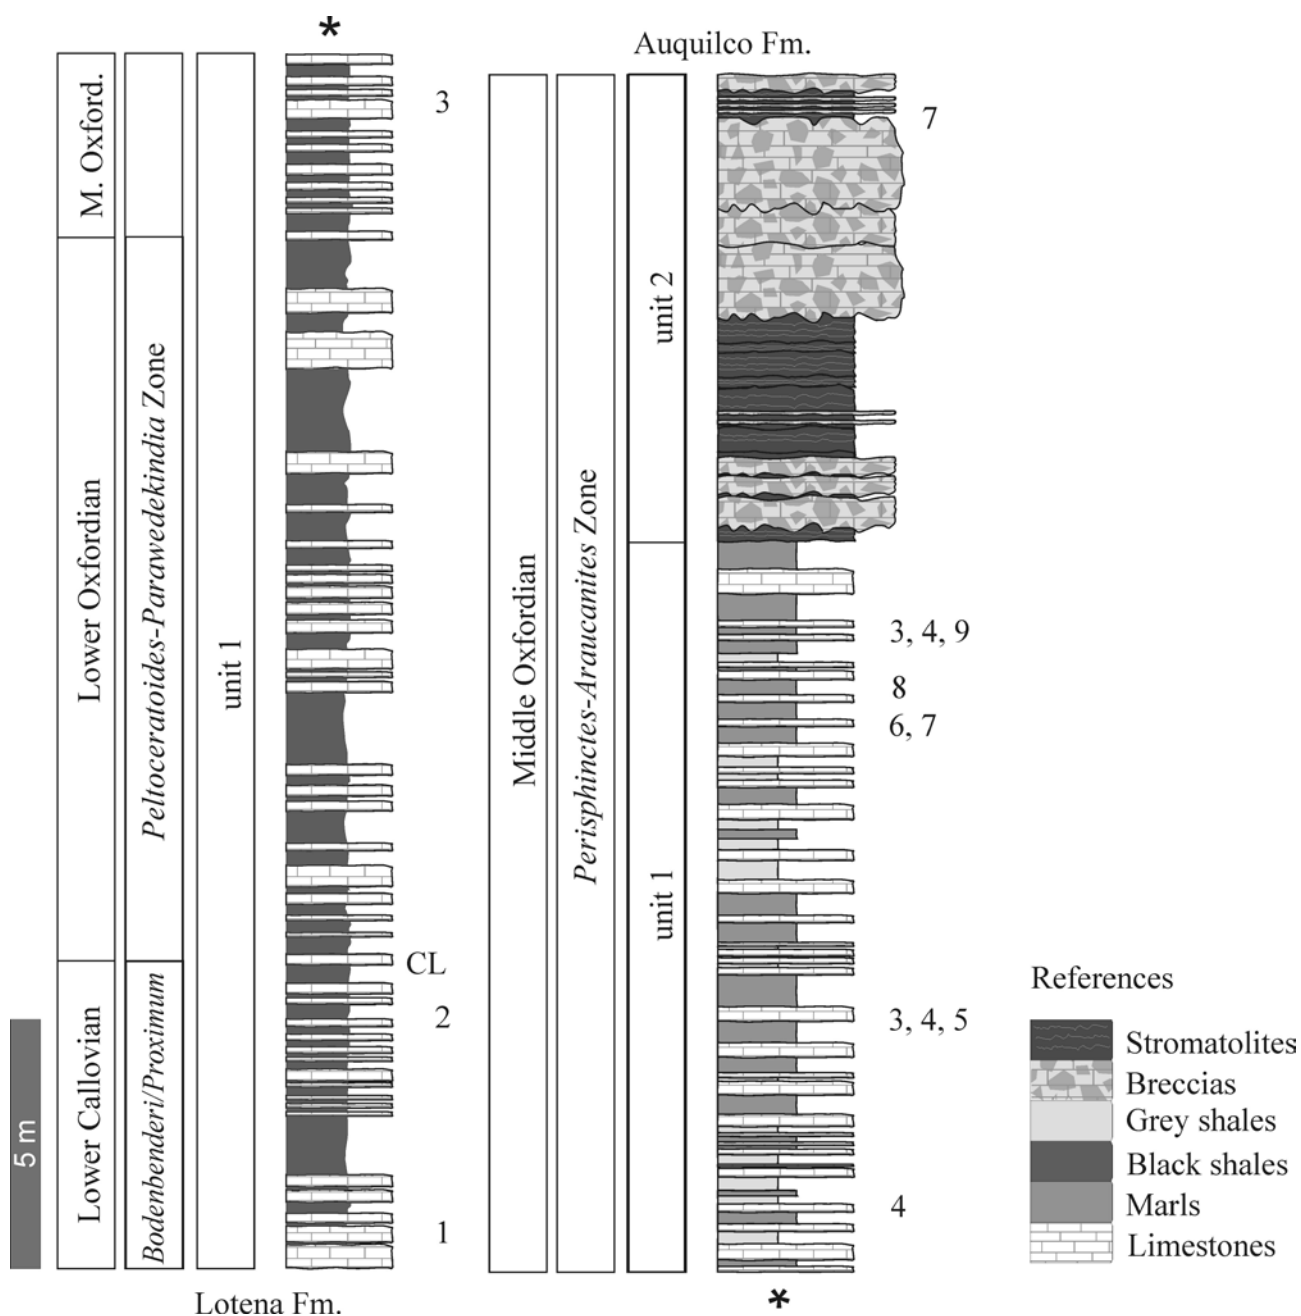 *
M. Oxford.
Lower Oxfordian
Lower Callovian
Peltoceratoides-Parawedekindia Zone
Bodenbenderi/Proximum
unit 1
3
CL
2
1
5 m
Lotena Fm.
Auquilco Fm.
Middle Oxfordian
Perisphinctes-Araucanites Zone
unit 2
unit 1
7
3, 4, 9
8
6, 7
3, 4, 5
4
*
References
Stromatolites
Breccias
Grey shales
Black shales
Marls
Limestones